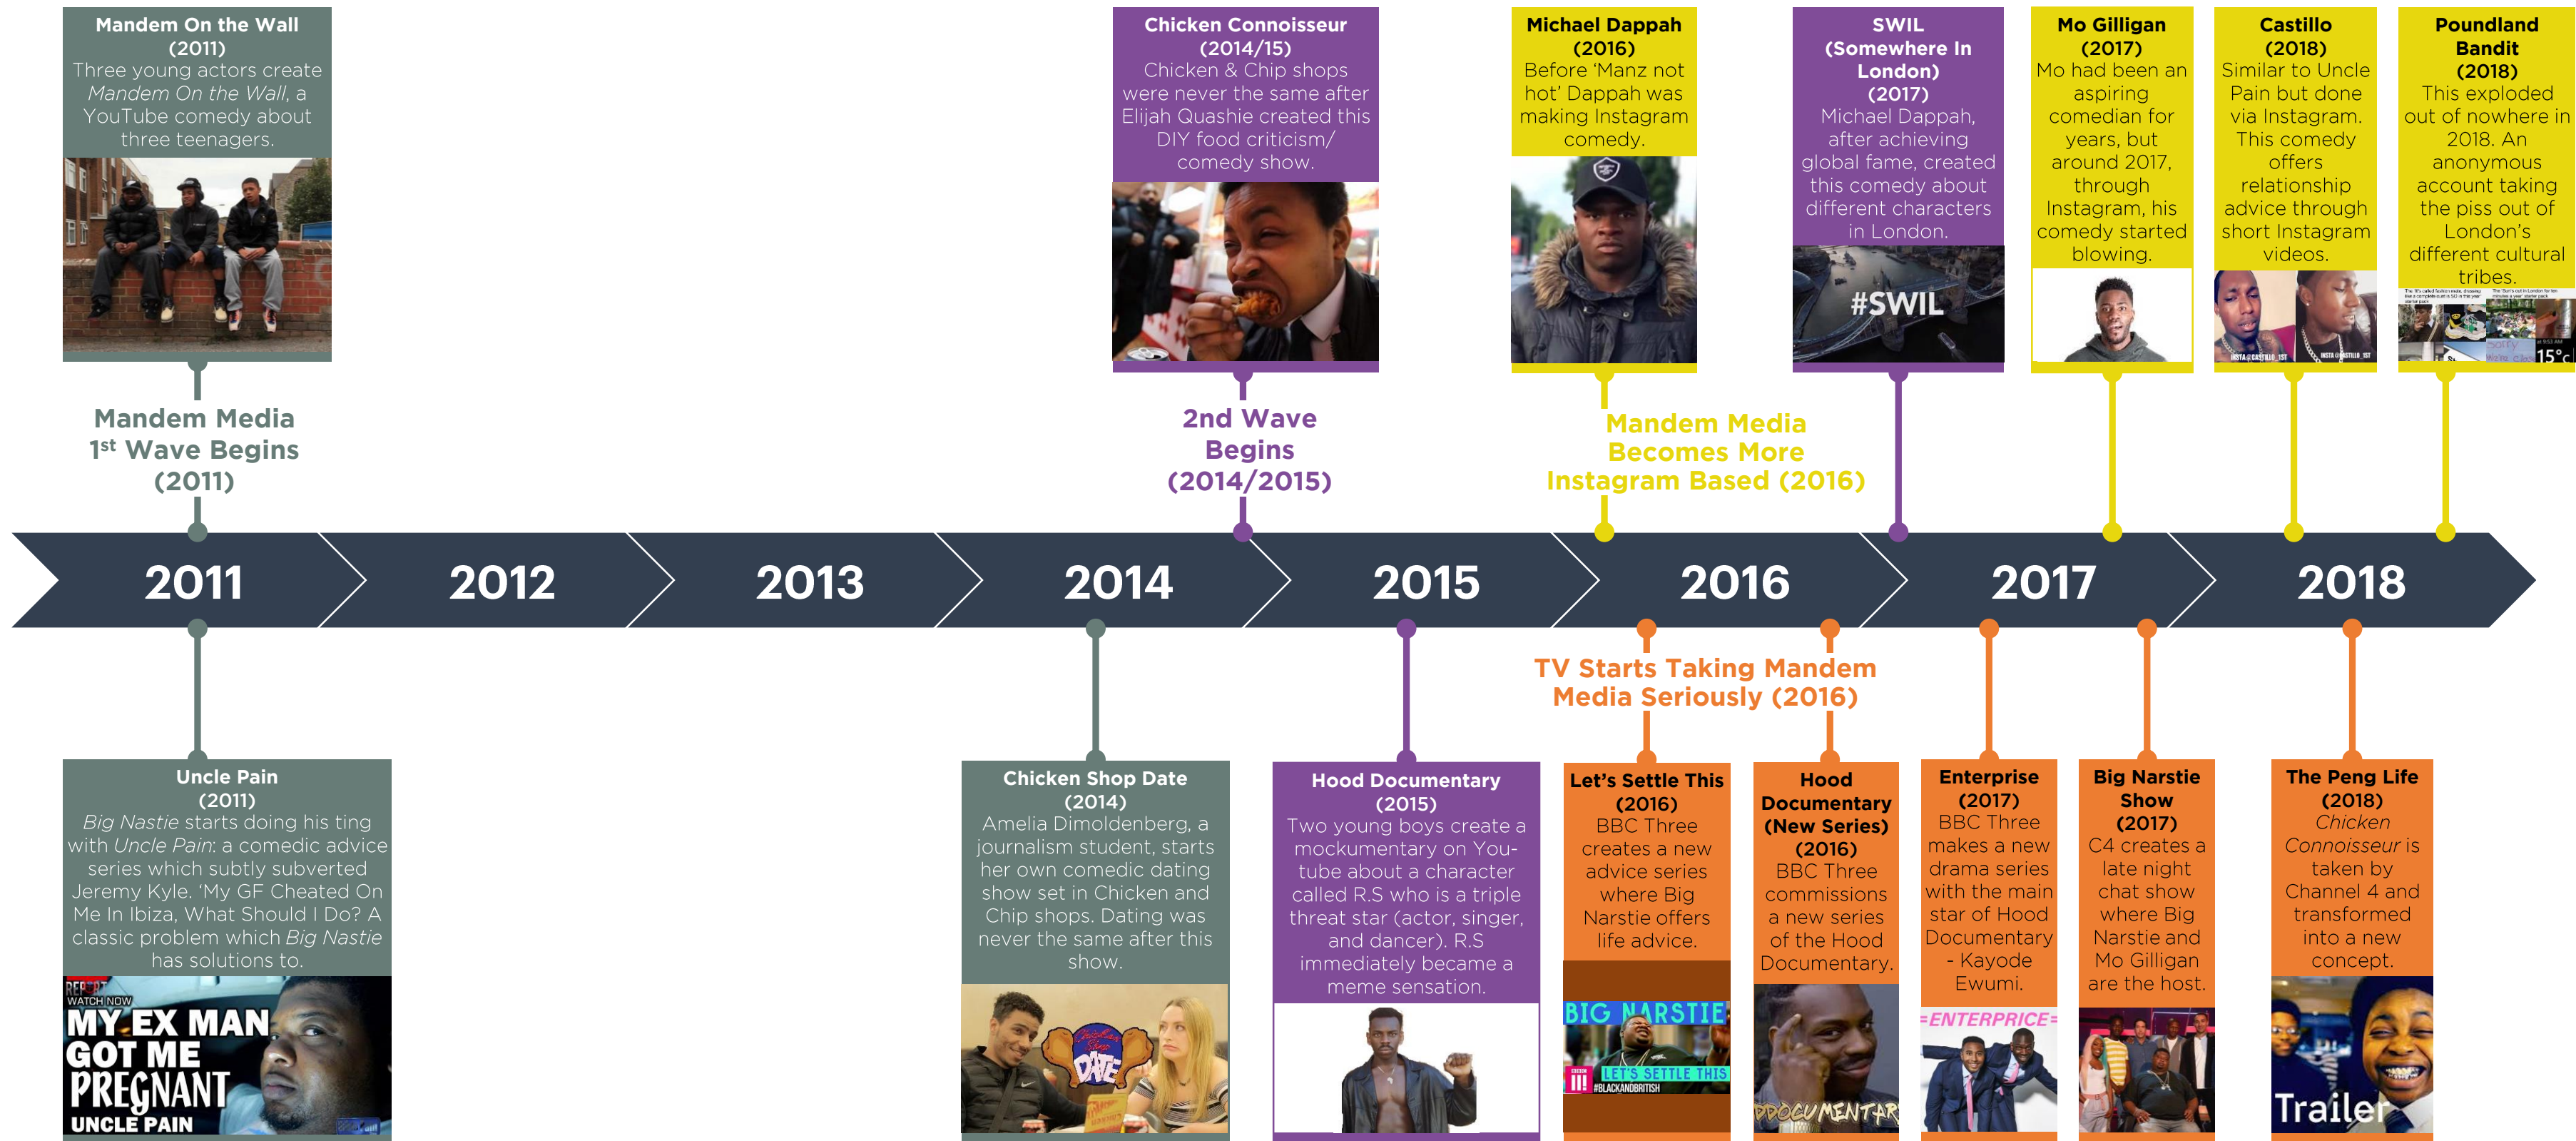 Mandem On the Wall
(2011)
Three young actors create
Mandem On the Wall, a
YouTube comedy about
three teenagers.
Chicken Connoisseur
(2014/15)
Chicken & Chip shops
were never the same after
Elijah Quashie created this
DIY food criticism/
comedy show.
Michael Dappah
(2016)
Before ‘Manz not
hot’ Dappah was
making Instagram
comedy.
SWIL
(Somewhere In
London)
(2017)
Michael Dappah,
after achieving
global fame, created
this comedy about
different characters
in London.
#SWIL
Mo Gilligan
(2017)
Mo had been an
aspiring
comedian for
years, but
around 2017,
through
Instagram, his
comedy started
blowing.
Castillo
(2018)
Similar to Uncle
Pain but done
via Instagram.
This comedy
offers
relationship
advice through
short Instagram
videos.
INSTA@CASTILLO_1ST
INSTA @CASTILLO_1ST
Poundland
Bandit
(2018)
This exploded
out of nowhere in
2018. An
anonymous
account taking
the piss out of
London’s
different cultural
tribes.
15°c
Mandem Media
1st Wave Begins
(2011)
2nd Wave
Begins
(2014/2015)
Mandem Media
Becomes More
Instagram Based (2016)
2011
2012
2013
2014
2015
2016
2017
2018
TV Starts Taking Mandem
Media Seriously (2016)
Uncle Pain
(2011)
Big Nastie starts doing his ting
with Uncle Pain: a comedic advice
series which subtly subverted
Jeremy Kyle. ‘My GF Cheated On
Me In Ibiza, What Should I Do? A
classic problem which Big Nastie
has solutions to.
WATCH NOW
MY EX MAN
GOT ME
PREGNANT
UNCLE PAIN
Chicken Shop Date
(2014)
Amelia Dimoldenberg, a
journalism student, starts
her own comedic dating
show set in Chicken and
Chip shops. Dating was
never the same after this
show.
Chicken Shop
DATE
Hood Documentary
(2015)
Two young boys create a
mockumentary on You-
tube about a character
called R.S who is a triple
threat star (actor, singer,
and dancer). R.S
immediately became a
meme sensation.
Let’s Settle This
(2016)
BBC Three
creates a new
advice series
where Big
Narstie offers
life advice.
BIG NARSTIE
LET'S SETTLE THIS
#BLACKANDBRITISH
Hood
Documentary
(New Series)
(2016)
BBC Three
commissions
a new series
of the Hood
Documentary.
DDOCUMENTAR
Enterprise
(2017)
BBC Three
makes a new
drama series
with the main
star of Hood
Documentary
- Kayode
Ewumi.
=ENTERPRICE=
Big Narstie
Show
(2017)
C4 creates a
late night
chat show
where Big
Narstie and
Mo Gilligan
are the host.
The Peng Life
(2018)
Chicken
Connoisseur is
taken by
Channel 4 and
transformed
into a new
concept.
Trailer